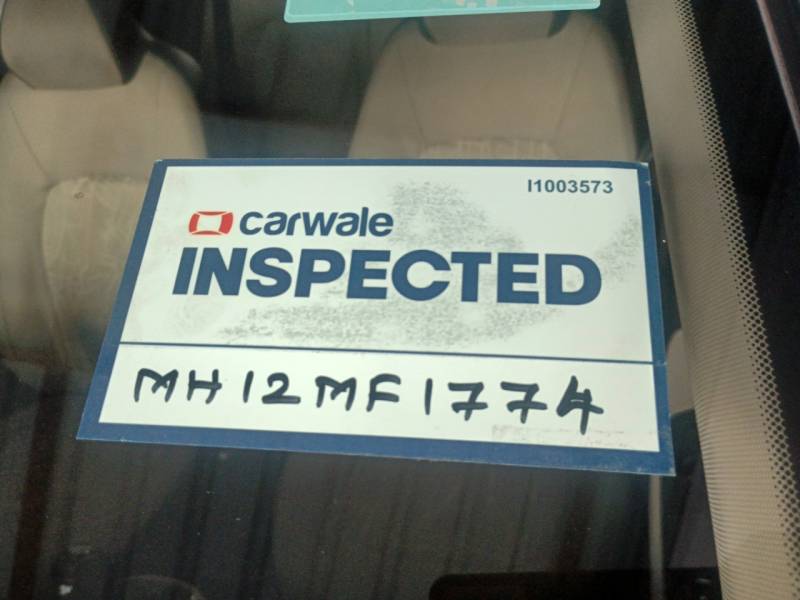 I1003573
carwale
INSPECTED
MH12MF1774